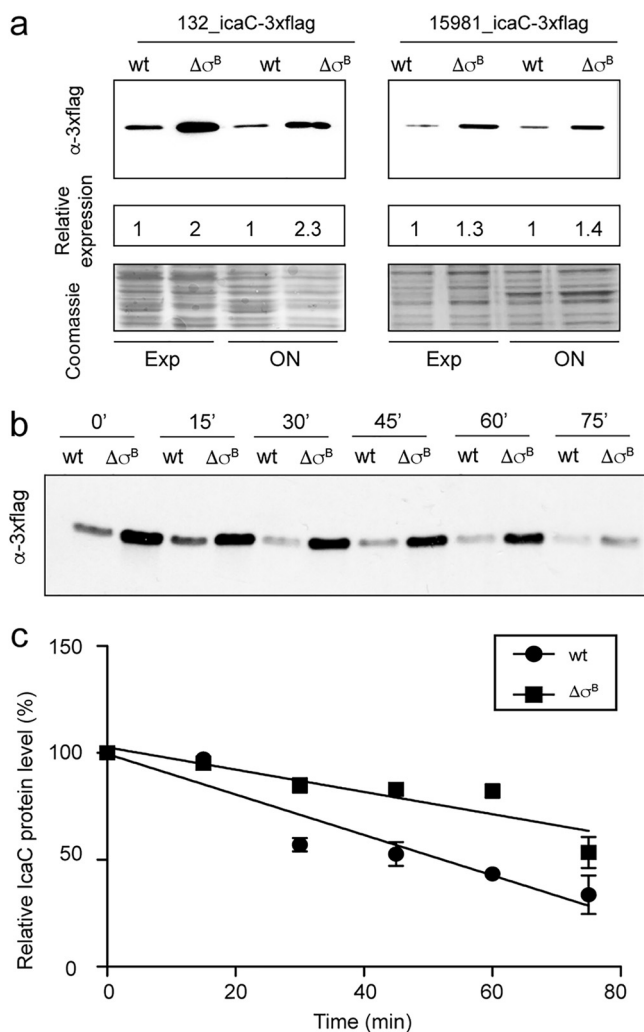 a
132_icaC-3xflag 15981_icaC-3xflag
wt Δσᴮ wt Δσᴮ wt Δσᴮ wt Δσᴮ
α-3xflag
Relative expression
1 2 1 2.3 1 1.3 1 1.4
Coomassie
Exp ON Exp ON
b
0' 15' 30' 45' 60' 75'
wt Δσᴮ wt Δσᴮ wt Δσᴮ wt Δσᴮ wt Δσᴮ wt Δσᴮ
α-3xflag
c
Relative IcaC protein level (%)
150
100
50
0
wt
Δσᴮ
0 20 40 60 80
Time (min)